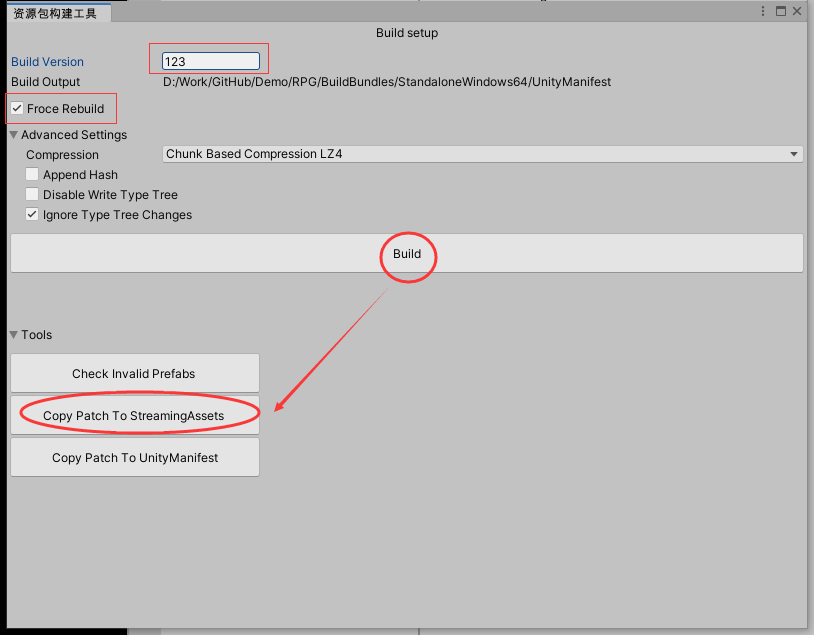 资源包构建工具
Build setup
Build Version 123
Build Output D:/Work/GitHub/Demo/RPG/BuildBundles/StandaloneWindows64/UnityManifest
Froce Rebuild
Advanced Settings
Compression Chunk Based Compression LZ4
Append Hash
Disable Write Type Tree
Ignore Type Tree Changes
Build
Tools
Check Invalid Prefabs
Copy Patch To StreamingAssets
Copy Patch To UnityManifest